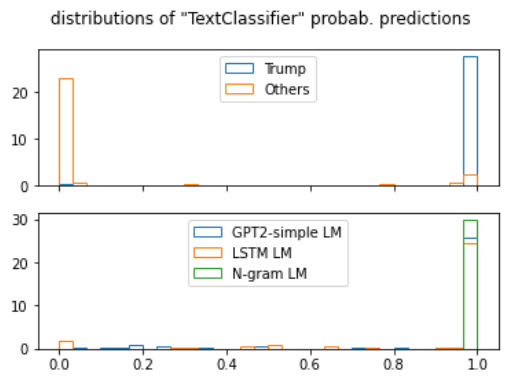 distributions of "TextClassifier" probab. predictions
Trump
Others
20
10
0
GPT2-simple LM
LSTM LM
N-gram LM
30
20
10
0
0.0 0.2 0.4 0.6 0.8 1.0